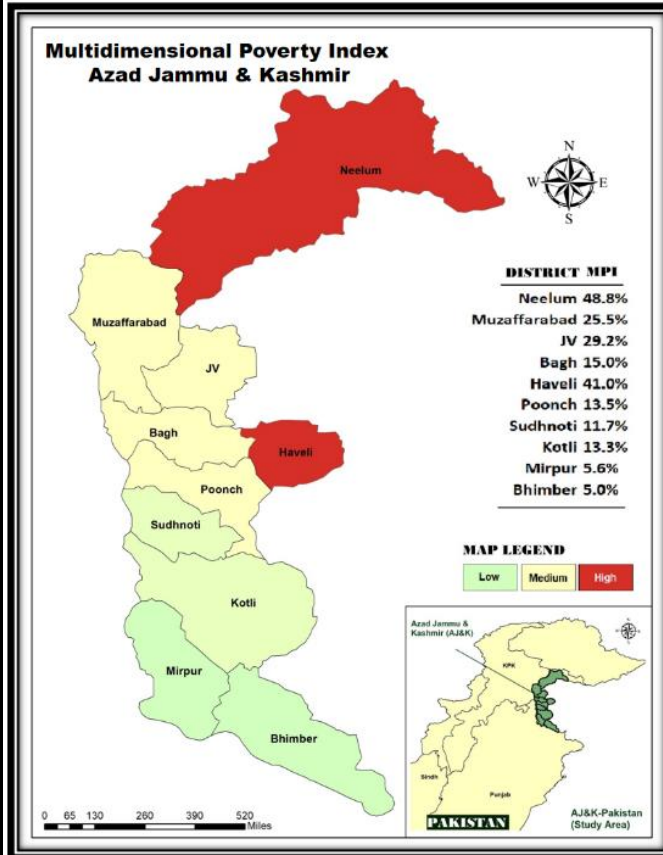 Multidimensional Poverty Index
Azad Jammu & Kashmir
Neelum
N
W E
S
DISTRICT MPI
Neelum 48.8%
Muzaffarabad 25.5%
JV 29.2%
Bagh 15.0%
Haveli 41.0%
Poonch 13.5%
Sudhnoti 11.7%
Kotli 13.3%
Mirpur 5.6%
Bhimber 5.0%
Muzaffarabad
JV
Bagh
Haveli
Poonch
Sudhnoti
Kotli
Mirpur
Bhimber
MAP LEGEND
Low Medium High
Azad Jammu &
Kashmir (AJ&K)
KPK
Sindh
Punjab
PAKISTAN
AJ&K-Pakistan
(Study Area)
0 65 130 260 390 520
Miles